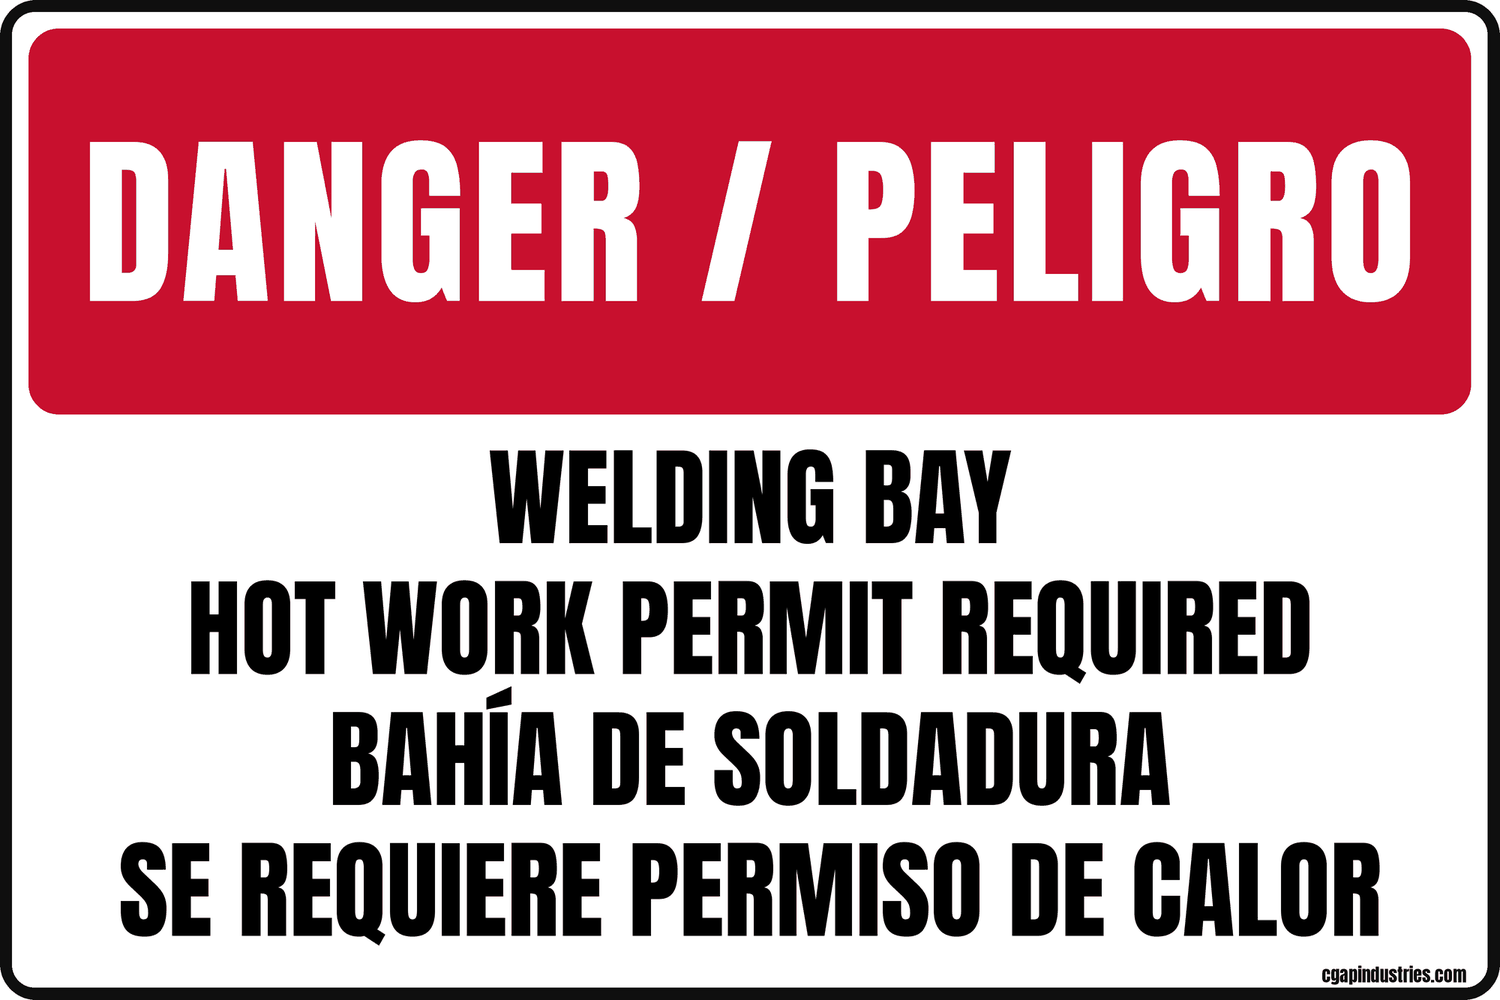 DANGER / PELIGRO
WELDING BAY
HOT WORK PERMIT REQUIRED
BAHÍA DE SOLDADURA
SE REQUIERE PERMISO DE CALOR
cgapindustries.com